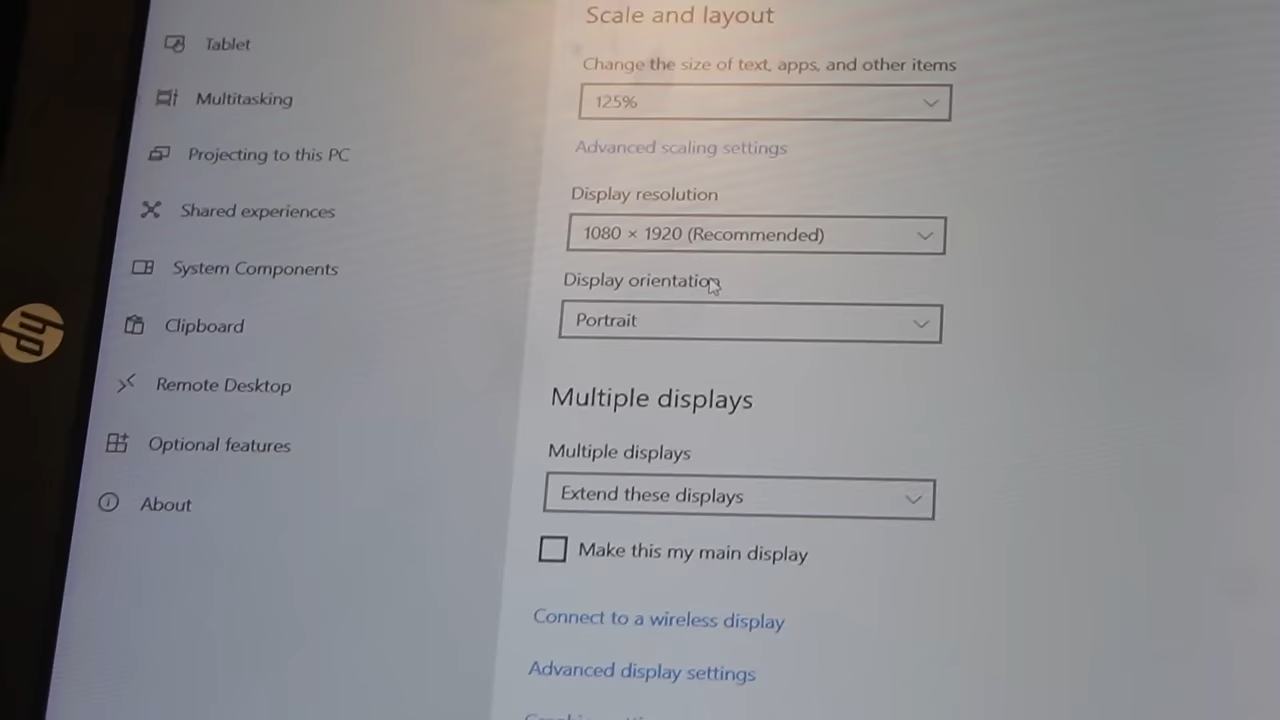 Tablet
Multitasking
Projecting to this PC
Shared experiences
System Components
Clipboard
Remote Desktop
Optional features
About
hp
Scale and layout
Change the size of text, apps, and other items
125%
Advanced scaling settings
Display resolution
1080 × 1920 (Recommended)
Display orientation
Portrait
Multiple displays
Multiple displays
Extend these displays
Make this my main display
Connect to a wireless display
Advanced display settings